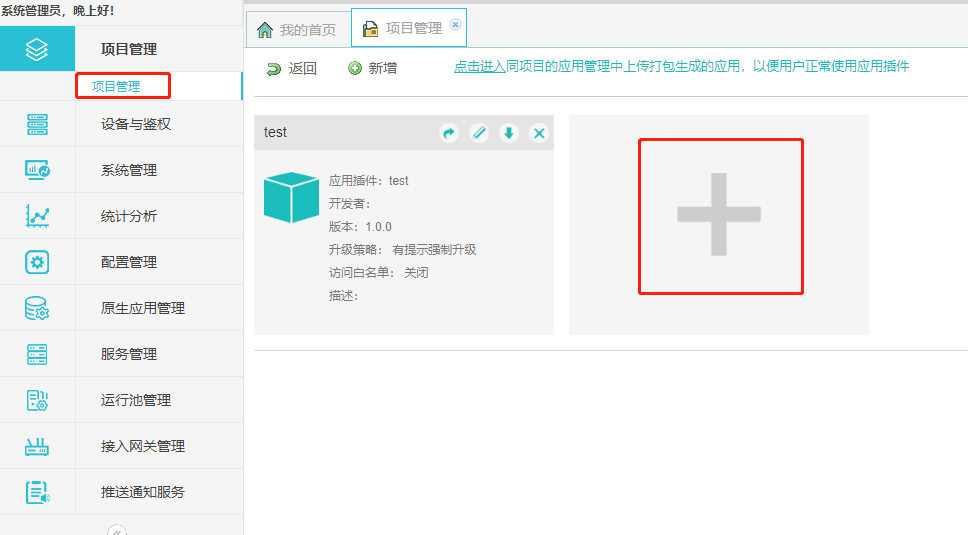 系统管理员，晚上好！
项目管理
项目管理
设备与鉴权
系统管理
统计分析
配置管理
原生应用管理
服务管理
运行池管理
接入网关管理
推送通知服务
我的首页
项目管理
返回
新增
点击进入同项目的应用管理中上传打包生成的应用，以便用户正常使用应用插件
test
应用插件：test
开发者：
版本：1.0.0
升级策略： 有提示强制升级
访问白名单： 关闭
描述：